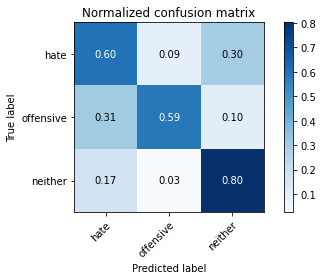 Normalized confusion matrix
True label
hate 0.60 0.09 0.30
offensive 0.31 0.59 0.10
neither 0.17 0.03 0.80
hate offensive neither
Predicted label
0.8
0.7
0.6
0.5
0.4
0.3
0.2
0.1